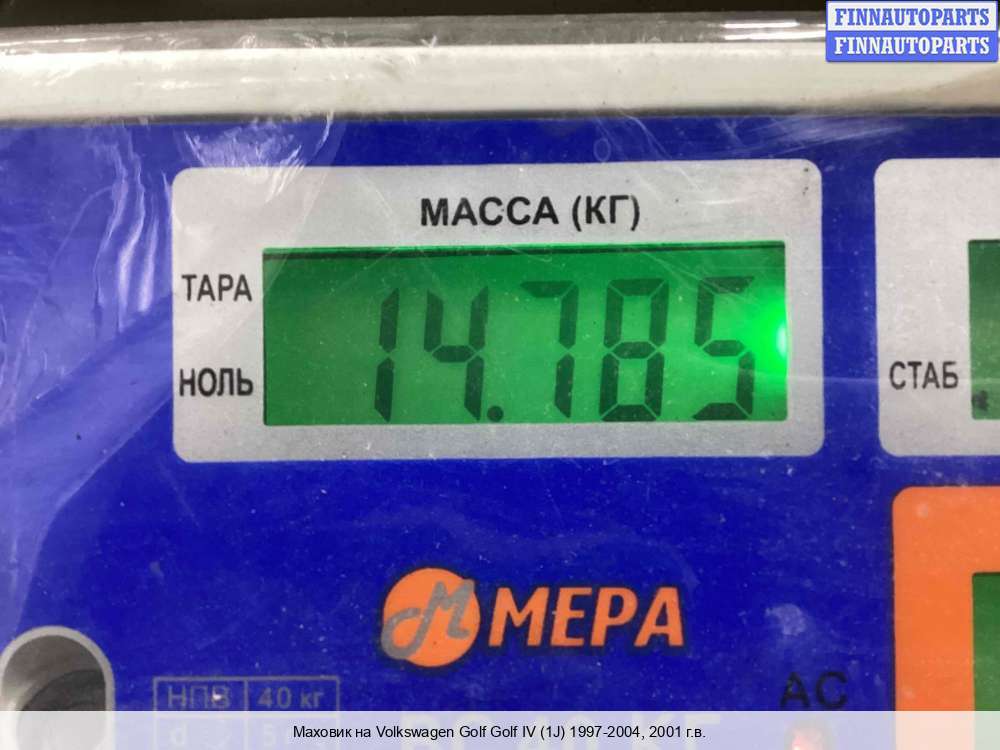 FINNAUTOPARTS
FINNAUTOPARTS
МАССА (КГ)
ТАРА
14.785
НОЛЬ
СТАБ
М МЕРА
НПВ 40 кг
AC
d
Маховик на Volkswagen Golf Golf IV (1J) 1997-2004, 2001 г.в.